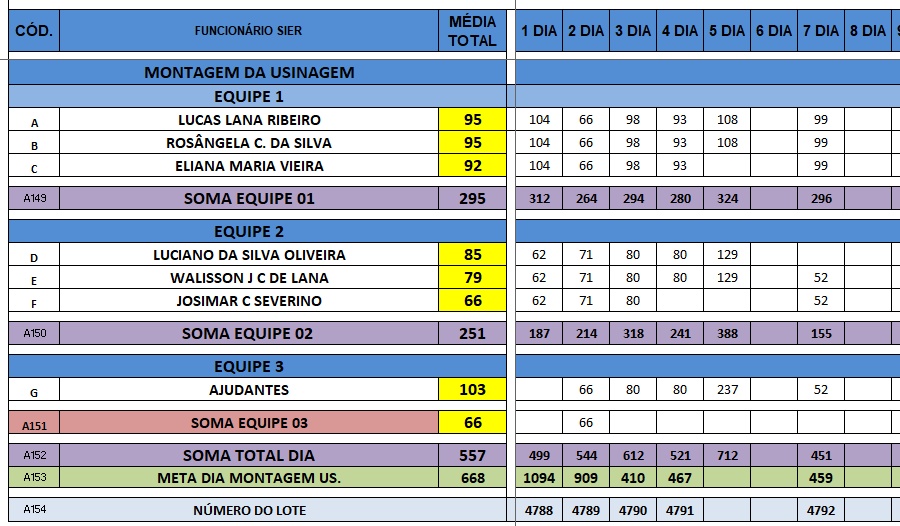 CÓD. FUNCIONÁRIO SIER MÉDIA TOTAL 1 DIA 2 DIA 3 DIA 4 DIA 5 DIA 6 DIA 7 DIA 8 DIA
MONTAGEM DA USINAGEM
EQUIPE 1
A LUCAS LANA RIBEIRO 95 104 66 98 93 108 99
B ROSÂNGELA C. DA SILVA 95 104 66 98 93 108 99
C ELIANA MARIA VIEIRA 92 104 66 98 93 99
A149 SOMA EQUIPE 01 295 312 264 294 280 324 296
EQUIPE 2
D LUCIANO DA SILVA OLIVEIRA 85 62 71 80 80 129
E WALISSON J C DE LANA 79 62 71 80 80 129 52
F JOSIMAR C SEVERINO 66 62 71 80 52
A150 SOMA EQUIPE 02 251 187 214 318 241 388 155
EQUIPE 3
G AJUDANTES 103 66 80 80 237 52
A151 SOMA EQUIPE 03 66 66
A152 SOMA TOTAL DIA 557 499 544 612 521 712 451
A153 META DIA MONTAGEM US. 668 1094 909 410 467 459
A154 NÚMERO DO LOTE 4788 4789 4790 4791 4792